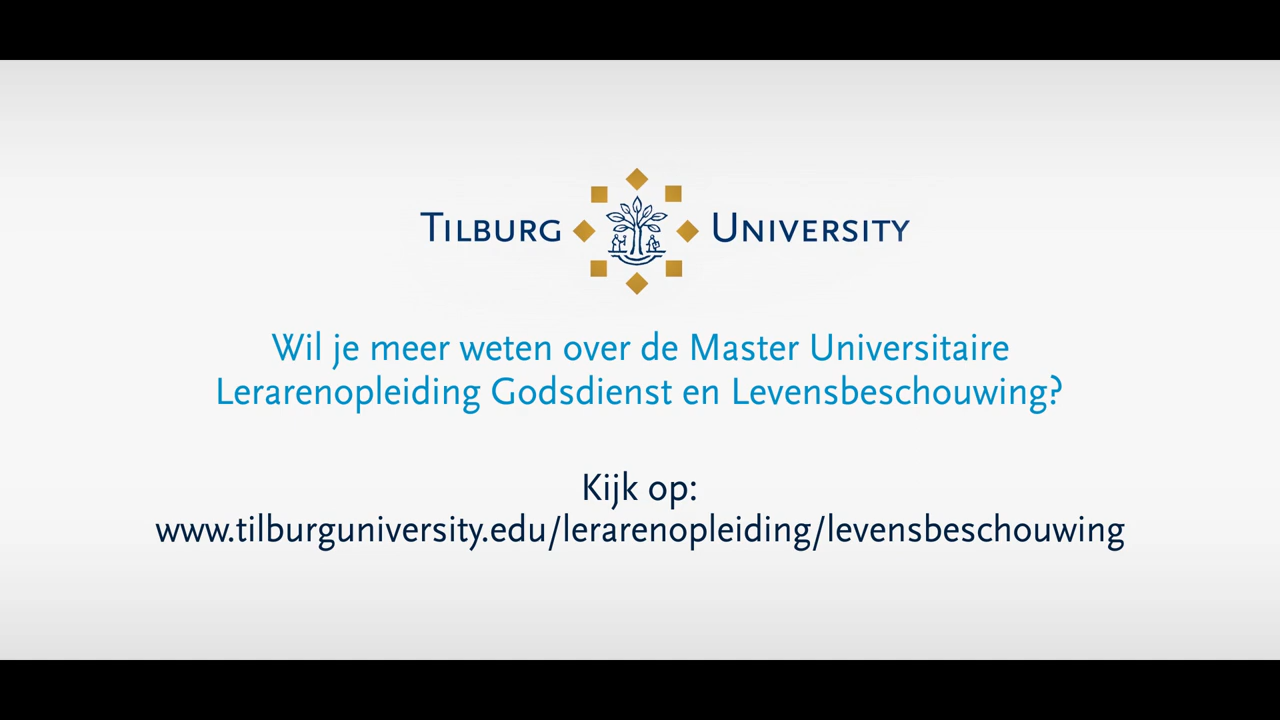 TILBURG UNIVERSITY
Wil je meer weten over de Master Universitaire
Lerarenopleiding Godsdienst en Levensbeschouwing?
Kijk op:
www.tilburguniversity.edu/lerarenopleiding/levensbeschouwing